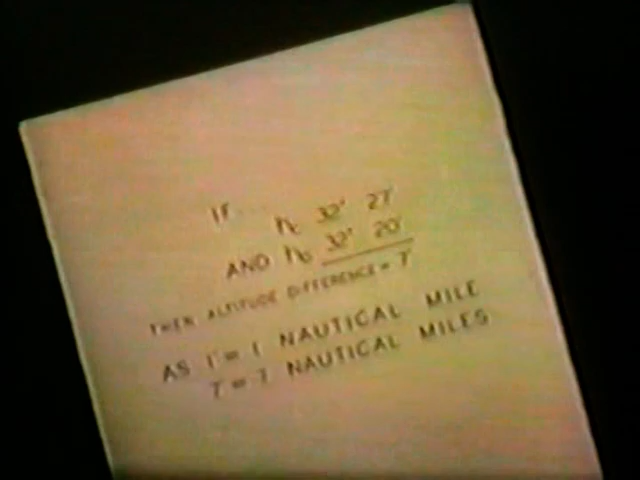 IF
hc 32° 27'
AND ho 32° 20'
THEN ALTITUDE DIFFERENCE = 7'
AS 1' = 1 NAUTICAL MILE
7' = 7 NAUTICAL MILES